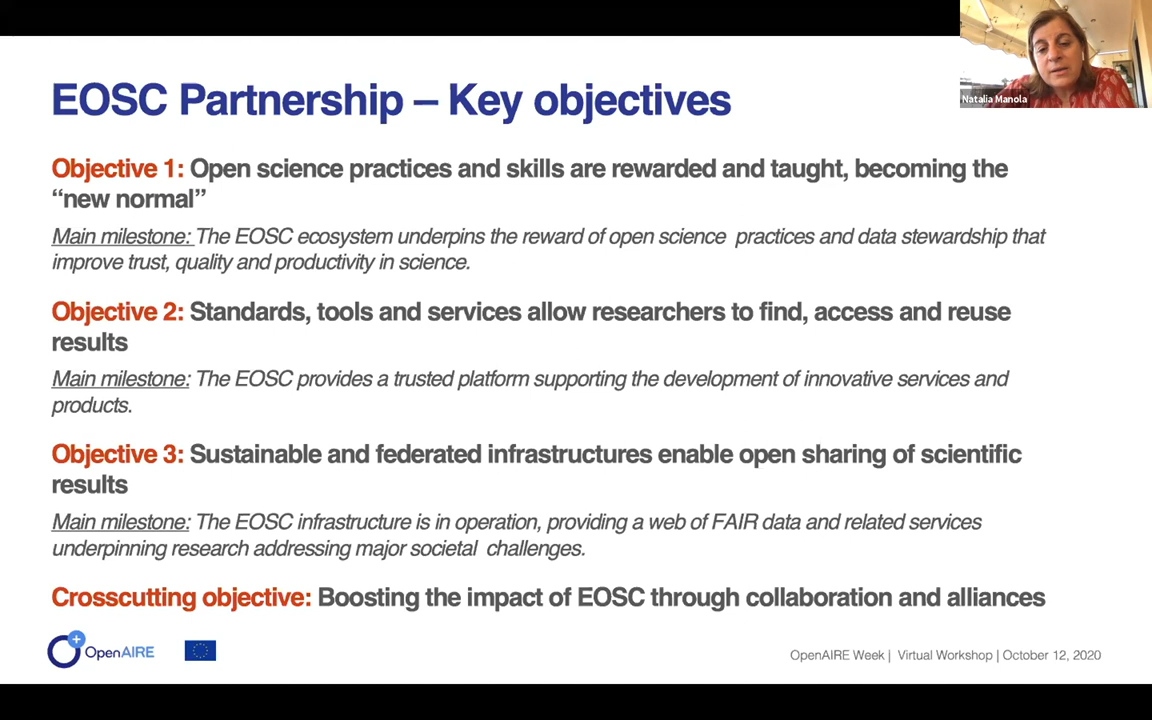 EOSC Partnership – Key objectives
Natalia Manola
Objective 1: Open science practices and skills are rewarded and taught, becoming the
“new normal”
Main milestone: The EOSC ecosystem underpins the reward of open science practices and data stewardship that
improve trust, quality and productivity in science.
Objective 2: Standards, tools and services allow researchers to find, access and reuse
results
Main milestone: The EOSC provides a trusted platform supporting the development of innovative services and
products.
Objective 3: Sustainable and federated infrastructures enable open sharing of scientific
results
Main milestone: The EOSC infrastructure is in operation, providing a web of FAIR data and related services
underpinning research addressing major societal challenges.
Crosscutting objective: Boosting the impact of EOSC through collaboration and alliances
OpenAIRE
OpenAIRE Week | Virtual Workshop | October 12, 2020